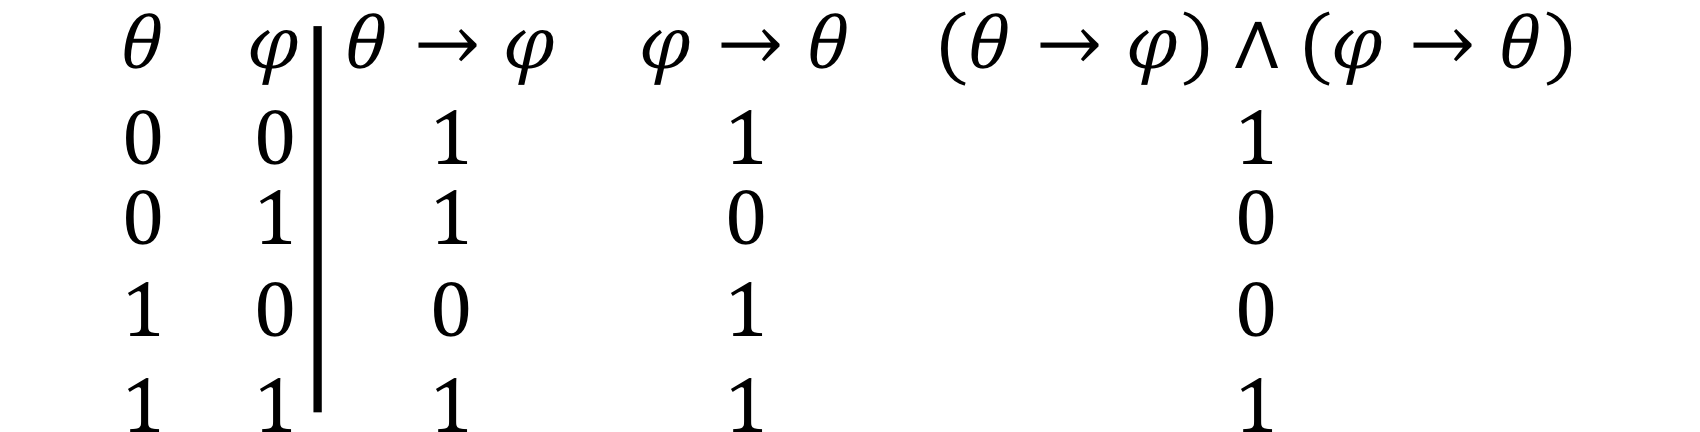 θ φ θ → φ φ → θ (θ → φ) ∧ (φ → θ)
0 0 1 1 1
0 1 1 0 0
1 0 0 1 0
1 1 1 1 1